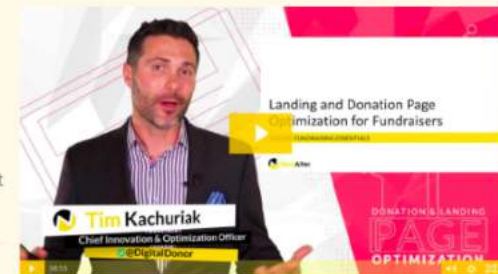 Landing and Donation Page
Optimization for Fundraisers
Tim Kachuriak
Chief Innovation & Optimization Officer
@DigitalDonor
DONATION & LANDING
PAGE
OPTIMIZATION